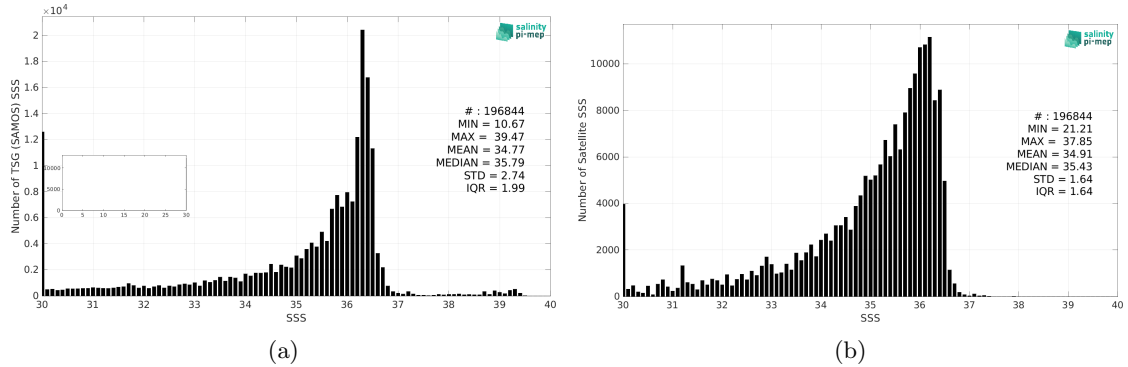 ×10⁴
salinity
pi-mep
2
1.8
1.6
1.4
1.2
1
0.8
0.6
0.4
0.2
0
Number of TSG (SAMOS) SSS
# : 196844
MIN = 10.67
MAX = 39.47
MEAN = 34.77
MEDIAN = 35.79
STD = 2.74
IQR = 1.99
10000
5000
0
0 5 10 15 20 25 30
30 31 32 33 34 35 36 37 38 39 40
SSS
(a)
salinity
pi-mep
10000
8000
6000
4000
2000
0
Number of Satellite SSS
# : 196844
MIN = 21.21
MAX = 37.85
MEAN = 34.91
MEDIAN = 35.43
STD = 1.64
IQR = 1.64
30 31 32 33 34 35 36 37 38 39 40
SSS
(b)